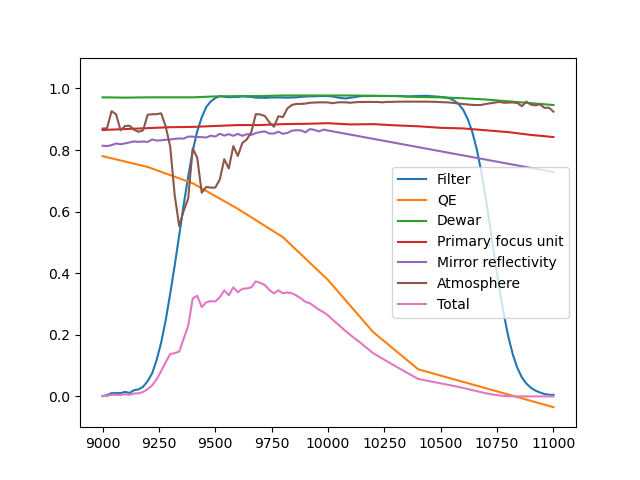 1.0
0.8
0.6
0.4
0.2
0.0
Filter
QE
Dewar
Primary focus unit
Mirror reflectivity
Atmosphere
Total
9000 9250 9500 9750 10000 10250 10500 10750 11000